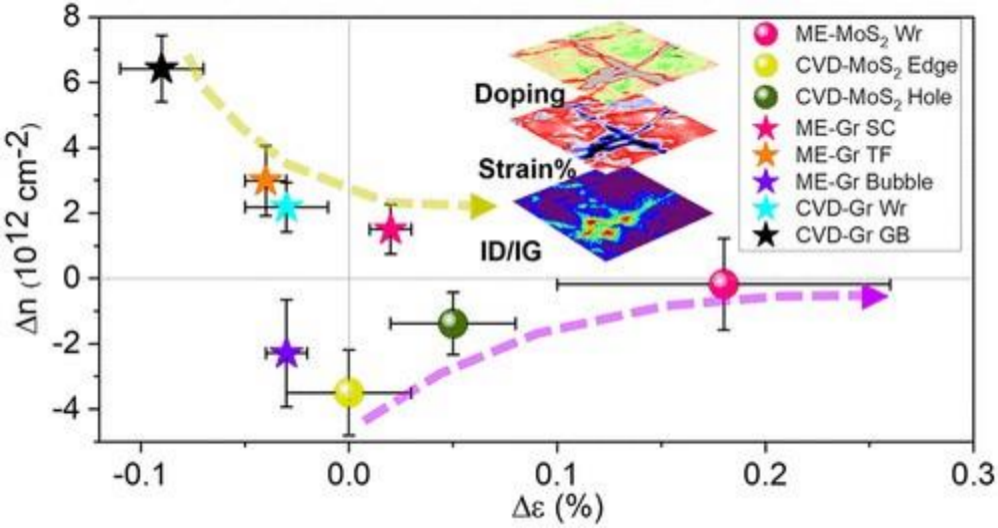 8
6
4
2
0
-2
-4
Δn (10¹² cm-2)
-0.1
0.0
0.1
0.2
0.3
Δε (%)
Doping
Strain%
ID/IG
ME-MoS₂ Wr
CVD-MoS₂ Edge
CVD-MoS₂ Hole
ME-Gr SC
ME-Gr TF
ME-Gr Bubble
CVD-Gr Wr
CVD-Gr GB